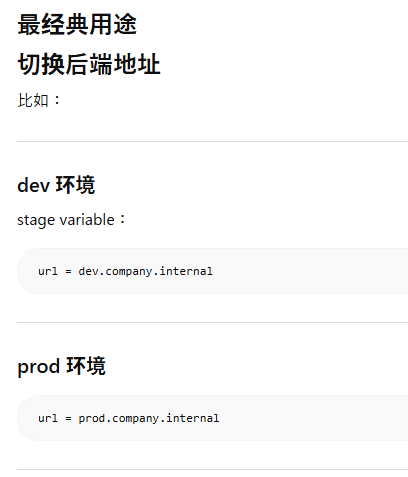 最经典用途
切换后端地址
比如：
dev 环境
stage variable：
url = dev.company.internal
prod 环境
url = prod.company.internal